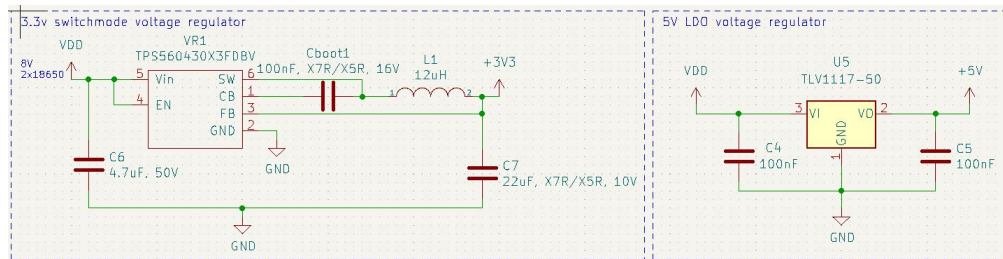 3.3v switchmode voltage regulator
VDD
8V
2x18650
VR1
TPS560430X3FDBV
5 Vin
4 EN
SW 6
CB 1
FB 3
GND 2
GND
Cboot1
100nF, X7R/X5R, 16V
L1
12uH
1 2
+3V3
C6
4.7uF, 50V
C7
22uF, X7R/X5R, 10V
GND
5V LDO voltage regulator
VDD
U5
TLV1117-50
+5V
3 VI VO 2
GND
1
C4
100nF
C5
100nF
GND